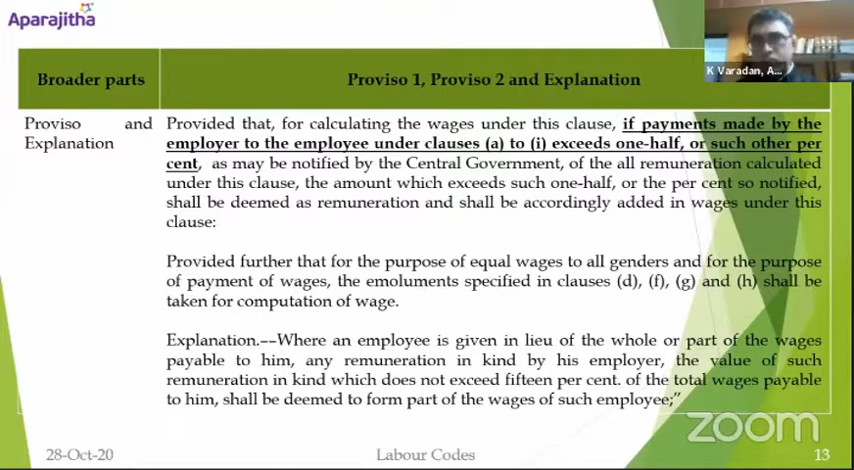 Aparajitha
K Varadan, A...
Broader parts
Proviso 1, Proviso 2 and Explanation
Proviso and
Explanation
Provided that, for calculating the wages under this clause, if payments made by the
employer to the employee under clauses (a) to (i) exceeds one-half, or such other per
cent, as may be notified by the Central Government, of the all remuneration calculated
under this clause, the amount which exceeds such one-half, or the per cent so notified,
shall be deemed as remuneration and shall be accordingly added in wages under this
clause:
Provided further that for the purpose of equal wages to all genders and for the purpose
of payment of wages, the emoluments specified in clauses (d), (f), (g) and (h) shall be
taken for computation of wage.
Explanation.––Where an employee is given in lieu of the whole or part of the wages
payable to him, any remuneration in kind by his employer, the value of such
remuneration in kind which does not exceed fifteen per cent. of the total wages payable
to him, shall be deemed to form part of the wages of such employee;”
zoom
28-Oct-20
Labour Codes
13